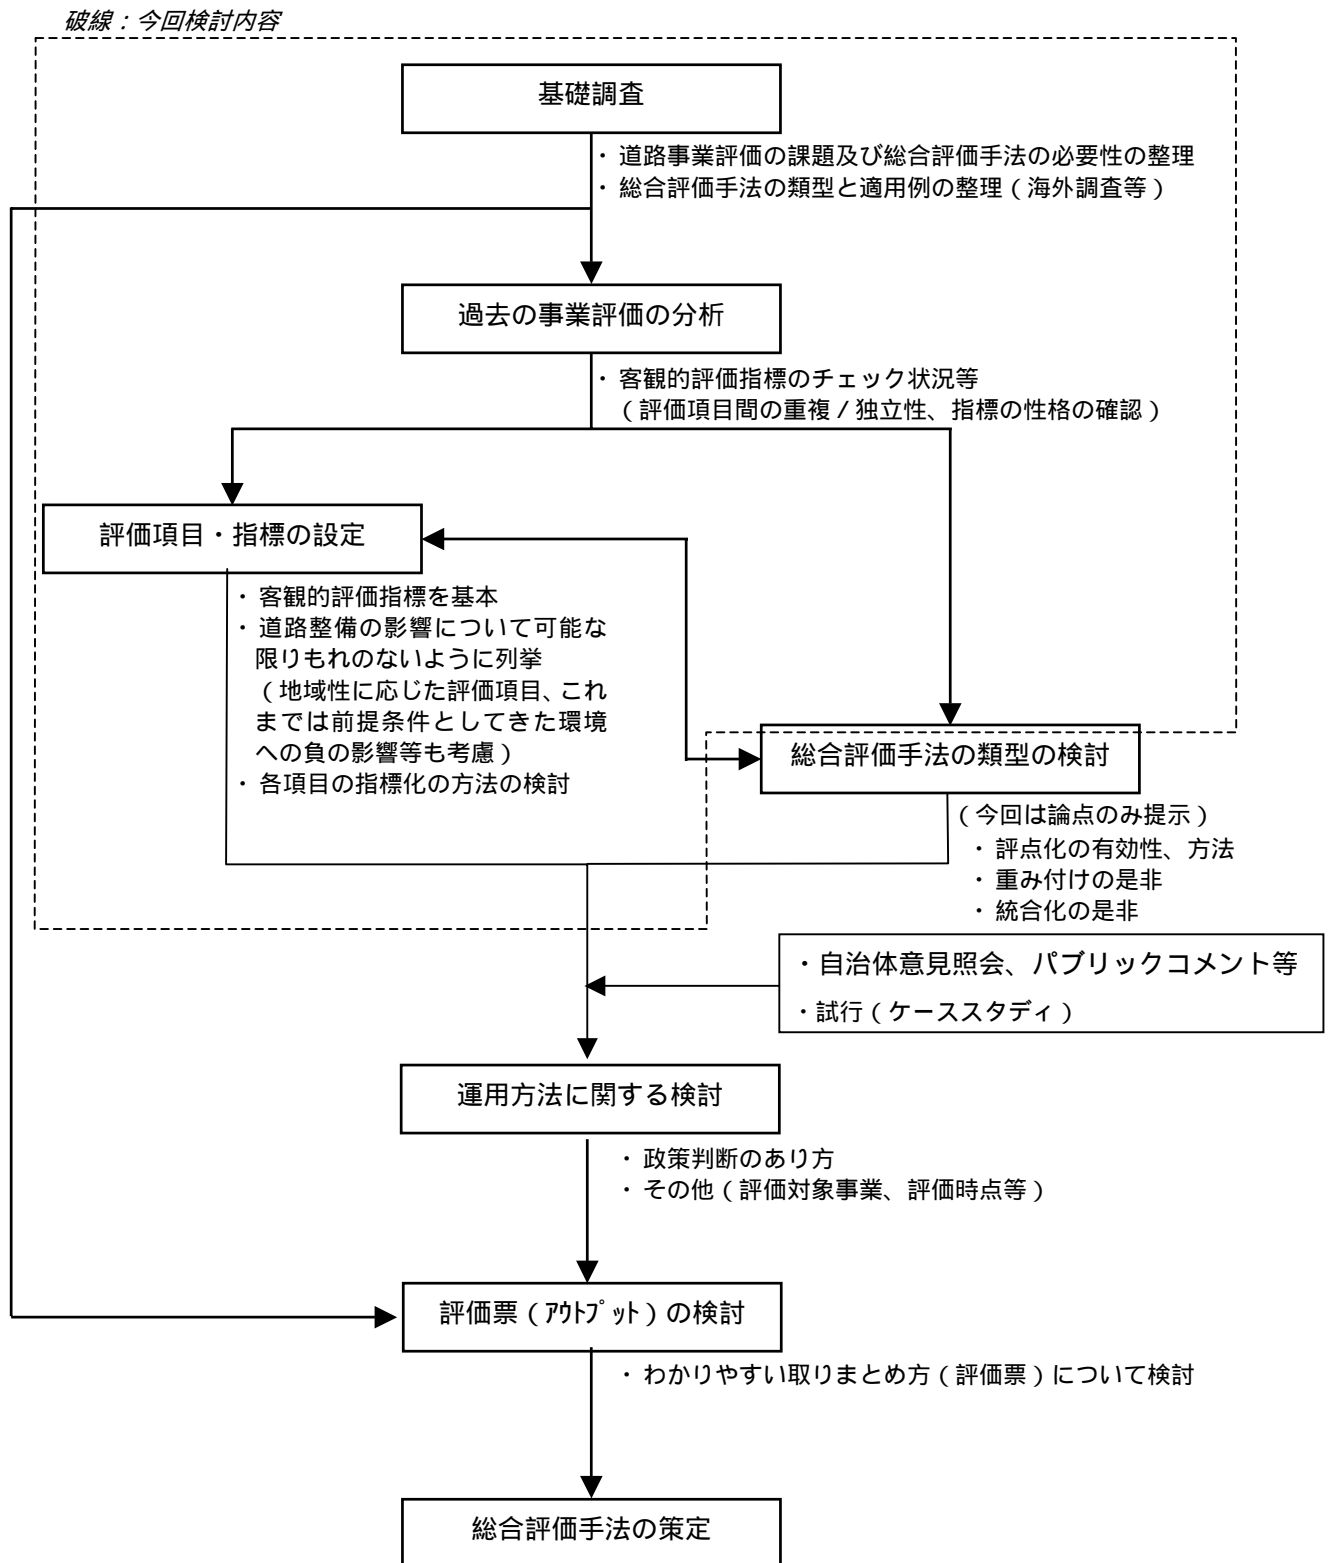 破線：今回検討内容
基礎調査
・ 道路事業評価の課題及び総合評価手法の必要性の整理
・ 総合評価手法の類型と適用例の整理（海外調査等）
過去の事業評価の分析
・ 客観的評価指標のチェック状況等
（評価項目間の重複／独立性、指標の性格の確認）
評価項目・指標の設定
・ 客観的評価指標を基本
・ 道路整備の影響について可能な
限りもれのないように列挙
（地域性に応じた評価項目、これ
までは前提条件としてきた環境
への負の影響等も考慮）
・ 各項目の指標化の方法の検討
総合評価手法の類型の検討
（今回は論点のみ提示）
・ 評点化の有効性、方法
・ 重み付けの是非
・ 統合化の是非
・自治体意見照会、パブリックコメント等
・試行（ケーススタディ）
運用方法に関する検討
・ 政策判断のあり方
・ その他（評価対象事業、評価時点等）
評価票（ｱｳﾄﾌﾟｯﾄ）の検討
・ わかりやすい取りまとめ方（評価票）について検討
総合評価手法の策定